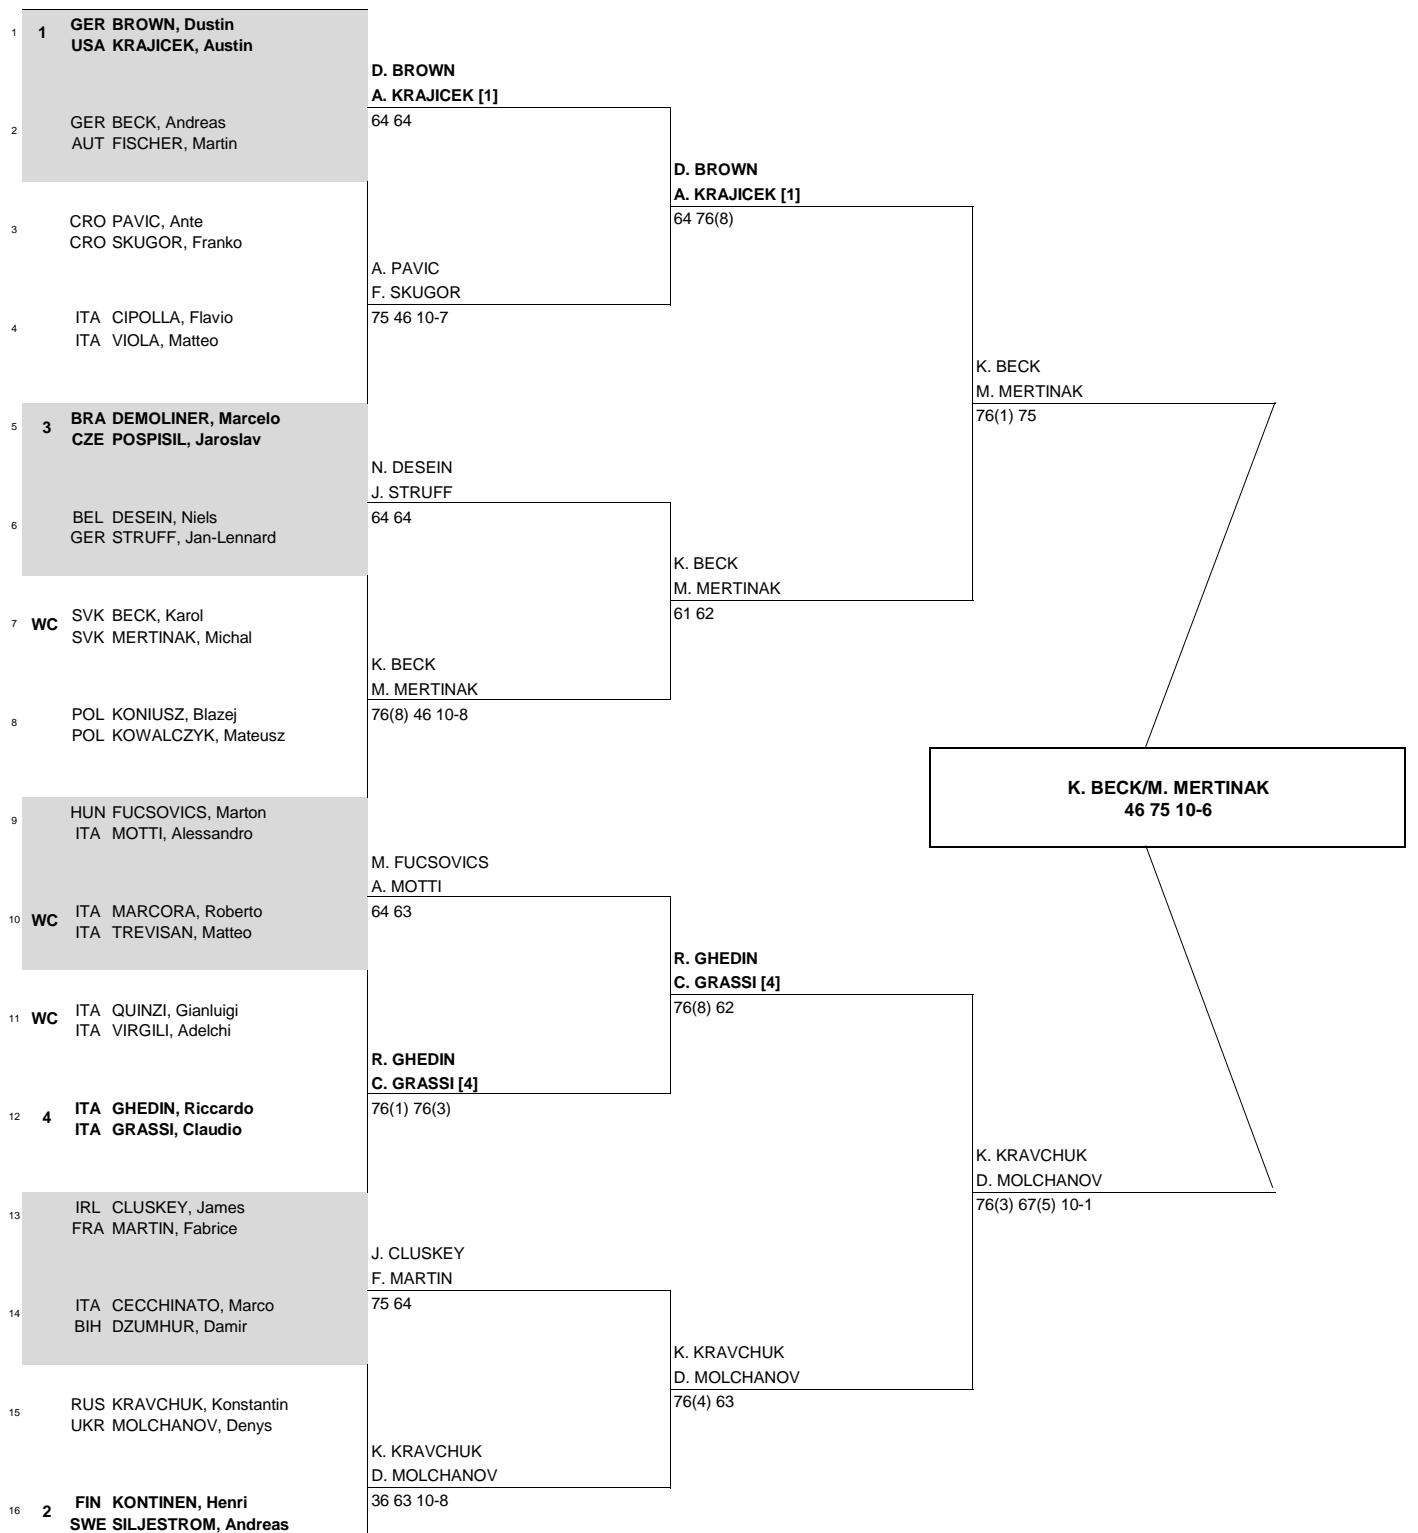 1 1 GER BROWN, Dustin
USA KRAJICEK, Austin
D. BROWN
A. KRAJICEK [1]
64 64
2 GER BECK, Andreas
AUT FISCHER, Martin
D. BROWN
A. KRAJICEK [1]
64 76(8)
3 CRO PAVIC, Ante
CRO SKUGOR, Franko
A. PAVIC
F. SKUGOR
75 46 10-7
4 ITA CIPOLLA, Flavio
ITA VIOLA, Matteo
K. BECK
M. MERTINAK
76(1) 75
5 3 BRA DEMOLINER, Marcelo
CZE POSPISIL, Jaroslav
N. DESEIN
J. STRUFF
64 64
6 BEL DESEIN, Niels
GER STRUFF, Jan-Lennard
K. BECK
M. MERTINAK
61 62
7 WC SVK BECK, Karol
SVK MERTINAK, Michal
K. BECK
M. MERTINAK
76(8) 46 10-8
8 POL KONIUSZ, Blazej
POL KOWALCZYK, Mateusz
K. BECK/M. MERTINAK
46 75 10-6
9 HUN FUCSOVICS, Marton
ITA MOTTI, Alessandro
M. FUCSOVICS
A. MOTTI
64 63
10 WC ITA MARCORA, Roberto
ITA TREVISAN, Matteo
R. GHEDIN
C. GRASSI [4]
76(8) 62
11 WC ITA QUINZI, Gianluigi
ITA VIRGILI, Adelchi
R. GHEDIN
C. GRASSI [4]
76(1) 76(3)
12 4 ITA GHEDIN, Riccardo
ITA GRASSI, Claudio
K. KRAVCHUK
D. MOLCHANOV
76(3) 67(5) 10-1
13 IRL CLUSKEY, James
FRA MARTIN, Fabrice
J. CLUSKEY
F. MARTIN
75 64
14 ITA CECCHINATO, Marco
BIH DZUMHUR, Damir
K. KRAVCHUK
D. MOLCHANOV
76(4) 63
15 RUS KRAVCHUK, Konstantin
UKR MOLCHANOV, Denys
K. KRAVCHUK
D. MOLCHANOV
36 63 10-8
16 2 FIN KONTINEN, Henri
SWE SILJESTROM, Andreas